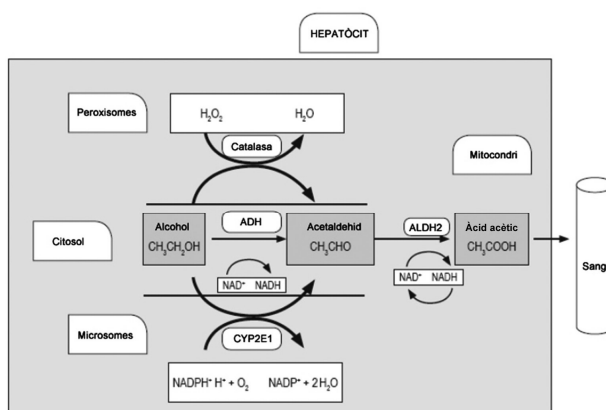 HEPATÒCIT
Peroxisomes
H₂O₂ H₂O
Catalasa
Mitocondri
Citosol
Alcohol
CH₃CH₂OH
ADH
Acetaldehid
CH₃CHO
ALDH2
Àcid acètic
CH₃COOH
Sang
NAD⁺ NADH
NAD⁺ NADH
Microsomes
CYP2E1
NADPH⁺ H⁺ + O₂ NADP⁺ + 2H₂O